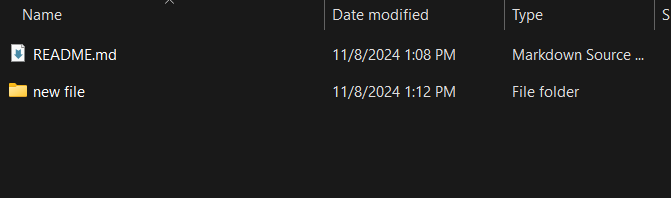 Name Date modified Type S
README.md 11/8/2024 1:08 PM Markdown Source ...
new file 11/8/2024 1:12 PM File folder